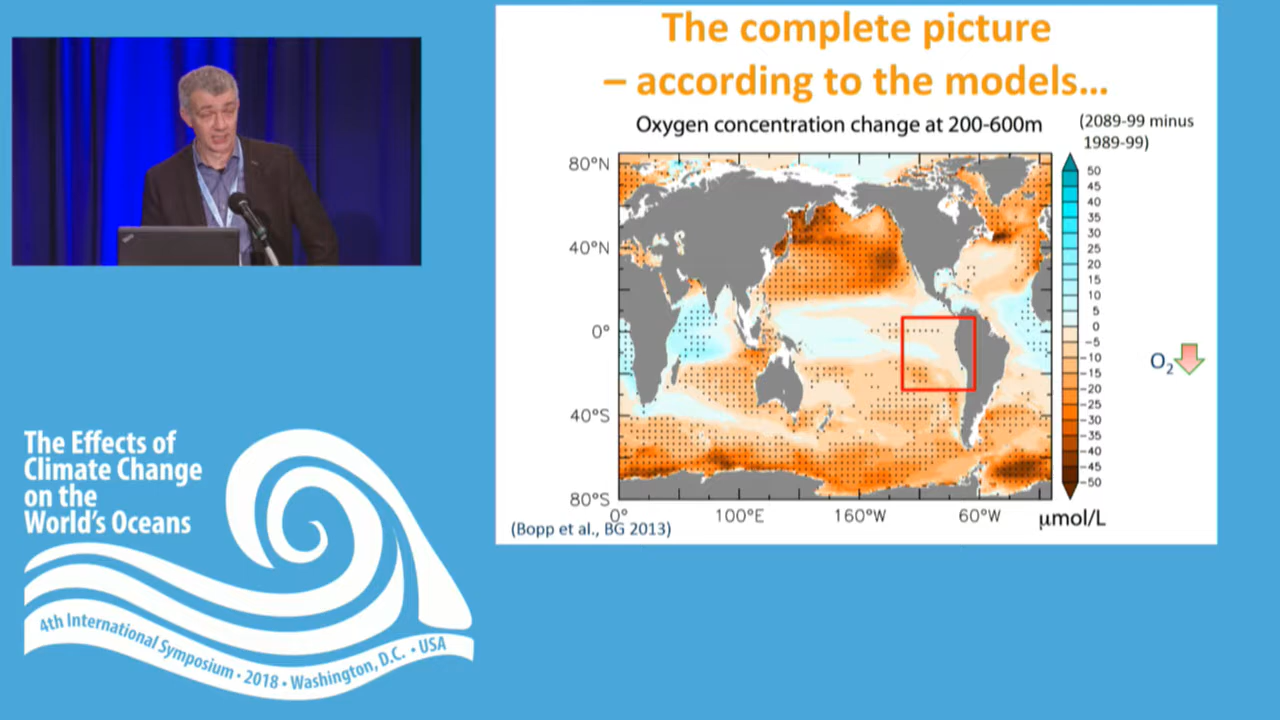 The complete picture
– according to the models...
Oxygen concentration change at 200-600m
(2089-99 minus
1989-99)
80°N
40°N
0°
40°S
80°S
0°
100°E
160°W
60°W
50
45
40
35
30
25
20
15
10
5
0
−5
−10
−15
−20
−25
−30
−35
−40
−45
−50
µmol/L
O2
(Bopp et al., BG 2013)
The Effects of
Climate Change
on the
World's Oceans
4th International Symposium • 2018 • Washington, D.C. • USA